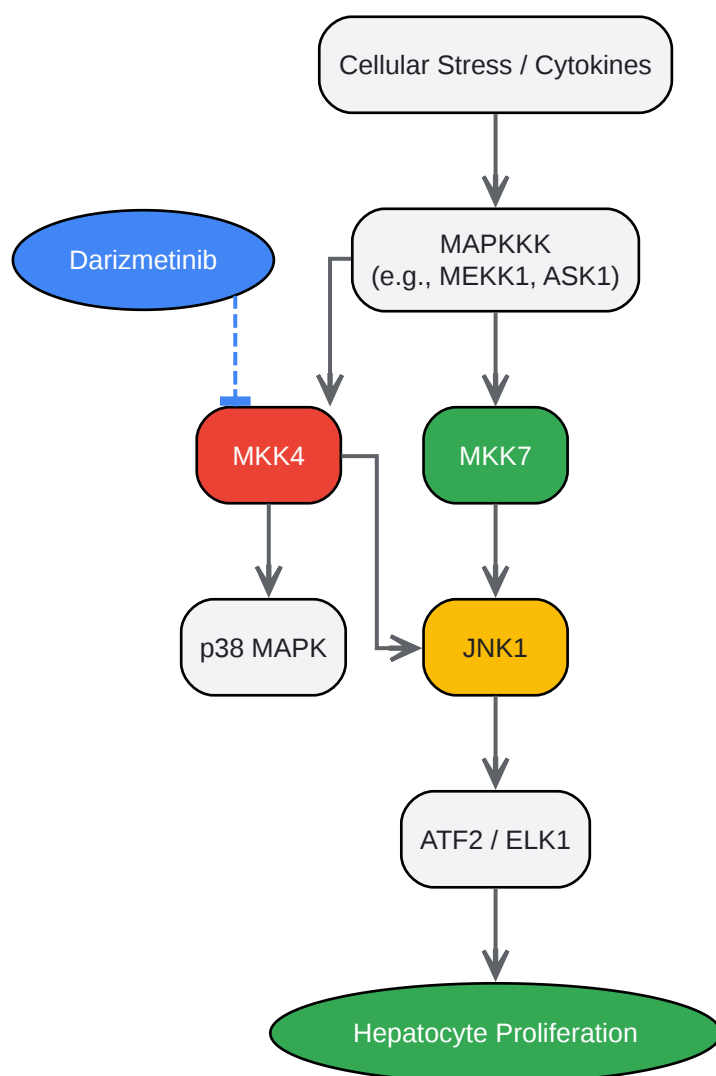 Cellular Stress / Cytokines
Darizmetinib
MAPKKK
(e.g., MEKK1, ASK1)
MKK4
MKK7
p38 MAPK
JNK1
ATF2 / ELK1
Hepatocyte Proliferation